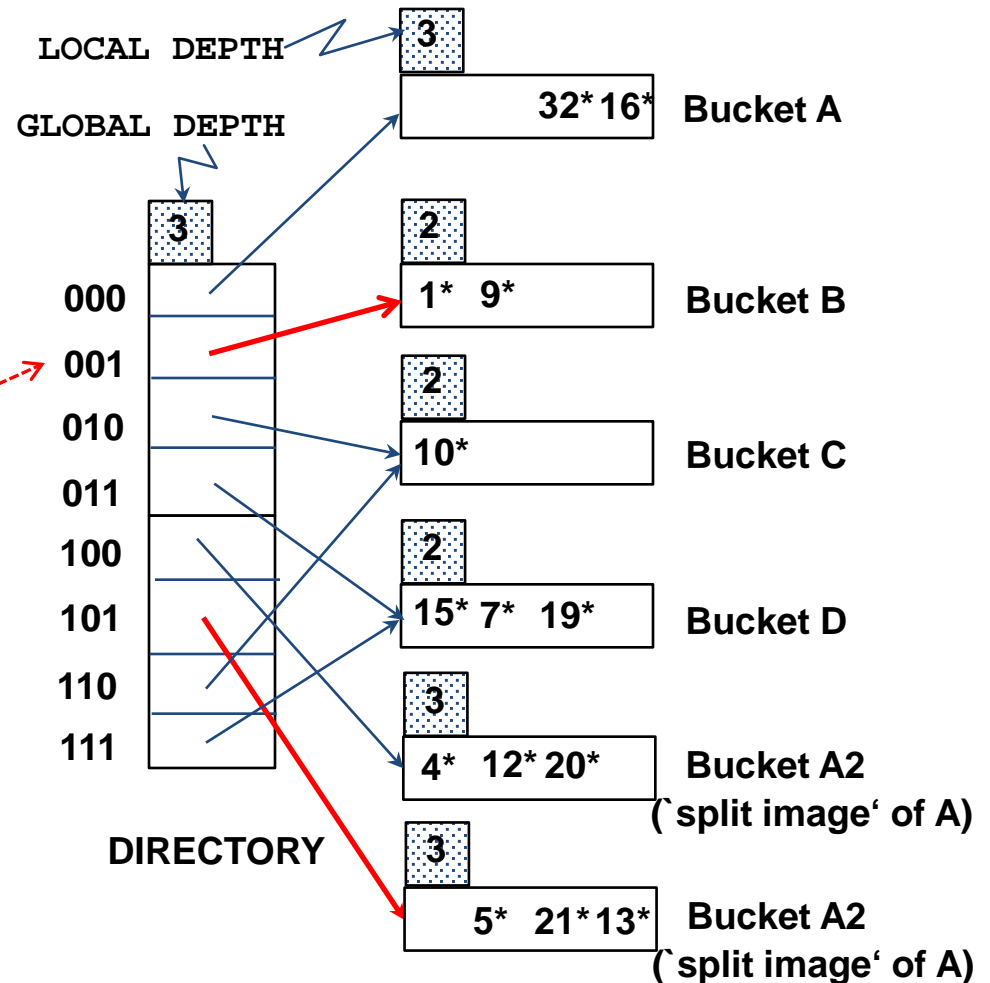 LOCAL DEPTH
3
32* 16*
Bucket A
GLOBAL DEPTH
3
2
1* 9*
Bucket B
000
001
010
011
100
101
110
111
2
10*
Bucket C
2
15* 7* 19*
Bucket D
3
4* 12* 20*
Bucket A2
(`split image‘ of A)
DIRECTORY
3
5* 21* 13*
Bucket A2
(`split image‘ of A)